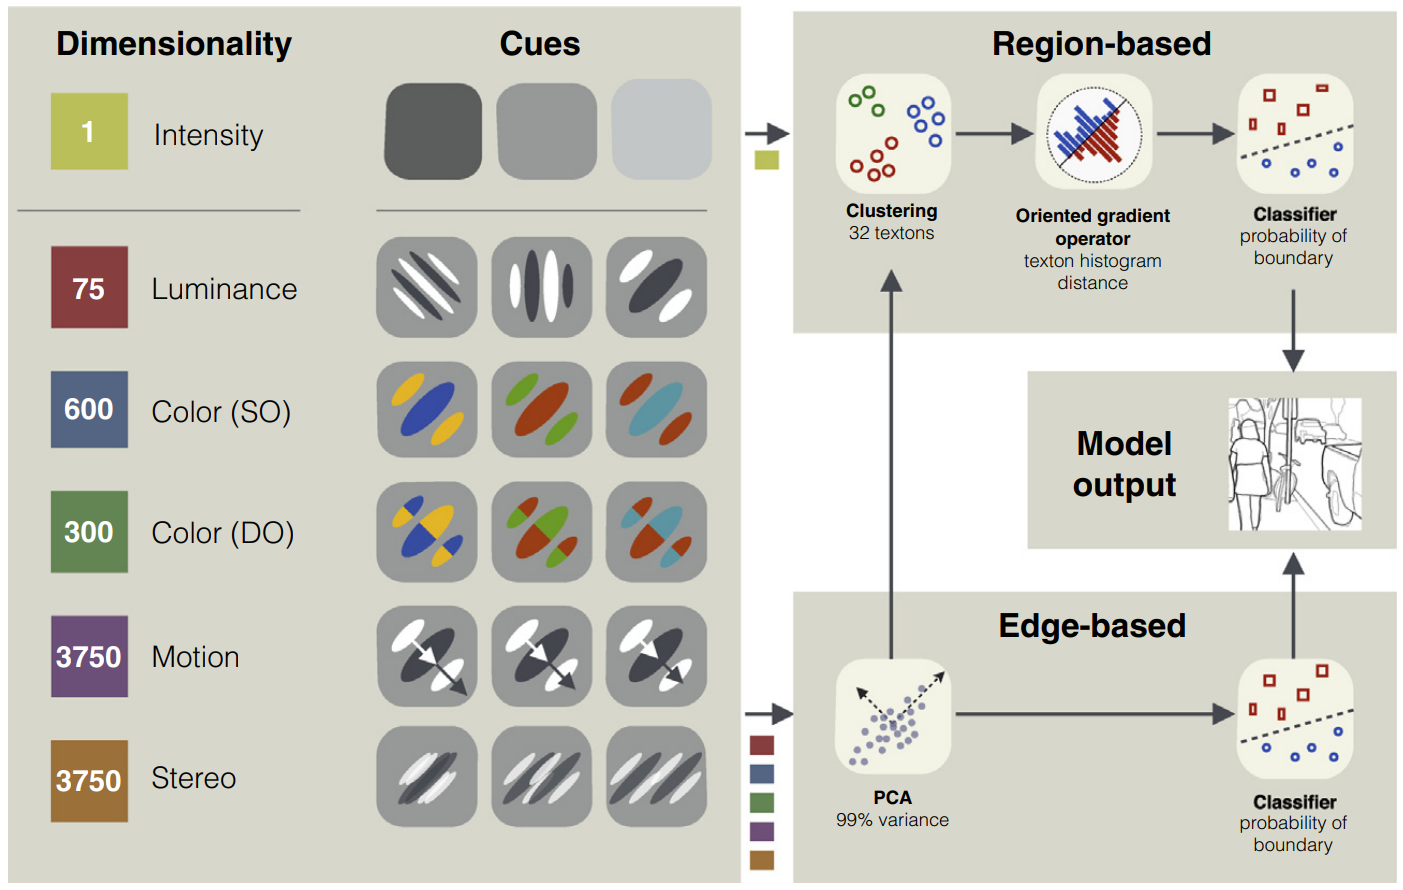 Dimensionality
Cues
1
Intensity
75
Luminance
600
Color (SO)
300
Color (DO)
3750
Motion
3750
Stereo
Region-based
Clustering
32 textons
Oriented gradient
operator
texton histogram
distance
Classifier
probability of
boundary
Model
output
Edge-based
PCA
99% variance
Classifier
probability of
boundary